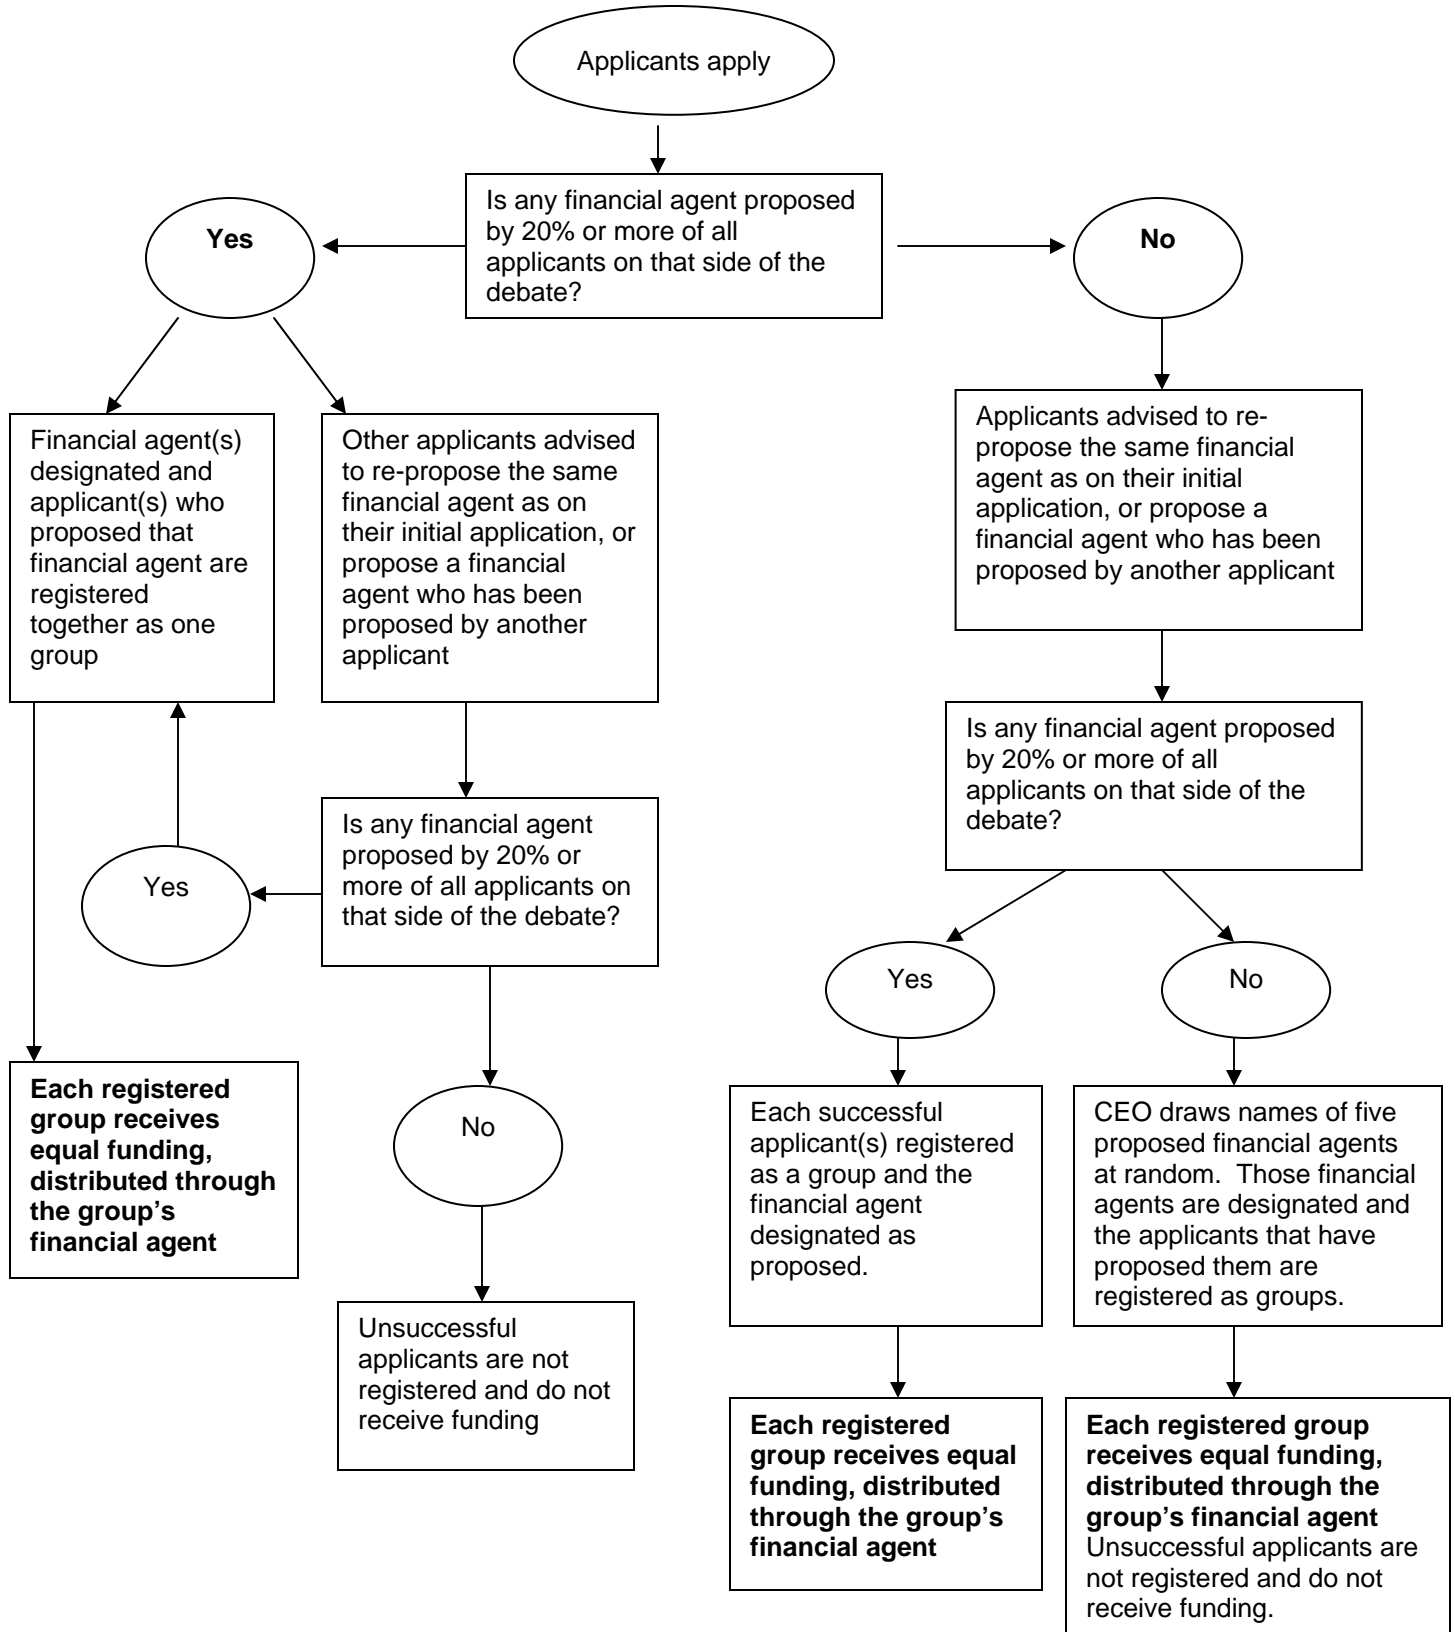 Applicants apply
Is any financial agent proposed
by 20% or more of all
applicants on that side of the
debate?
Yes
No
Financial agent(s)
designated and
applicant(s) who
proposed that
financial agent are
registered
together as one
group
Other applicants advised
to re-propose the same
financial agent as on
their initial application, or
propose a financial
agent who has been
proposed by another
applicant
Applicants advised to re-
propose the same financial
agent as on their initial
application, or propose a
financial agent who has been
proposed by another applicant
Is any financial agent proposed
by 20% or more of all
applicants on that side of the
debate?
Is any financial agent
proposed by 20% or
more of all applicants on
that side of the debate?
Yes
Yes
No
Each registered
group receives
equal funding,
distributed through
the group's
financial agent
No
Each successful
applicant(s) registered
as a group and the
financial agent
designated as
proposed.
CEO draws names of five
proposed financial agents
at random.  Those financial
agents are designated and
the applicants that have
proposed them are
registered as groups.
Unsuccessful
applicants are not
registered and do not
receive funding
Each registered
group receives equal
funding, distributed
through the group's
financial agent
Each registered group
receives equal funding,
distributed through the
group's financial agent
Unsuccessful applicants are
not registered and do not
receive funding.